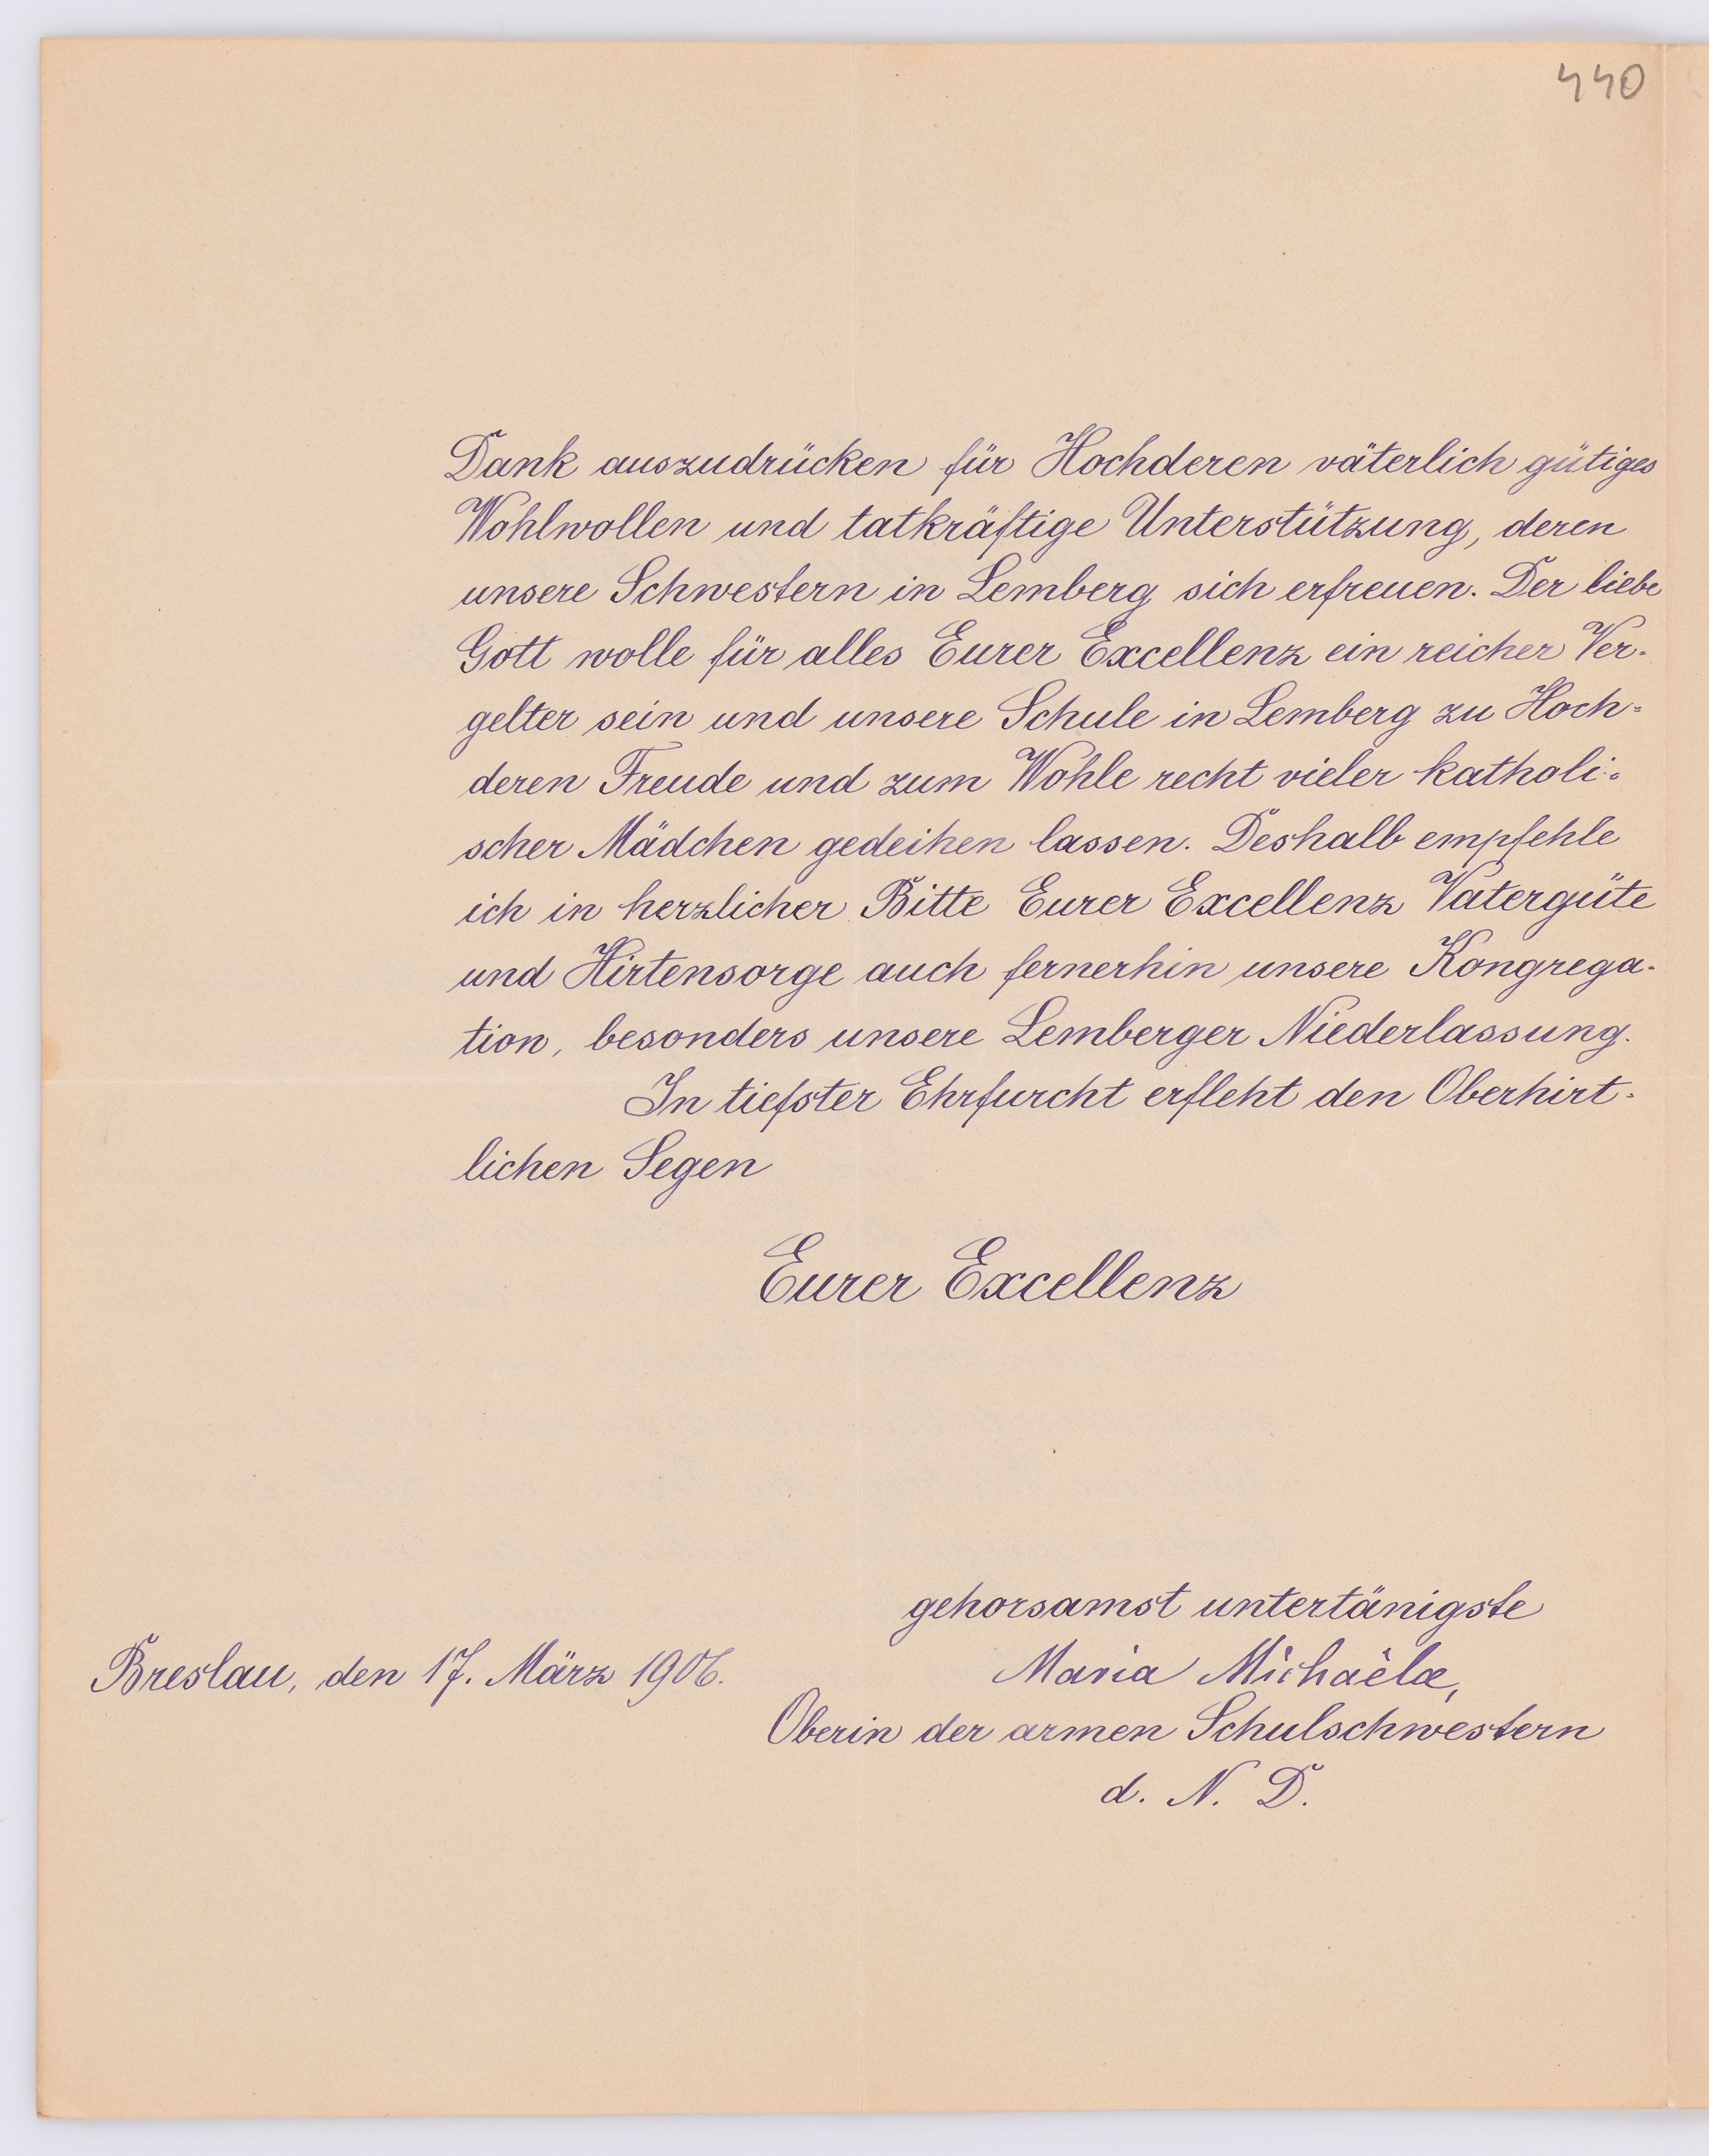 440
Dank auszudrücken für Hochderen väterlich gütiges
Wohlwollen und tatkräftige Unterstützung, deren
unsere Schwestern in Lemberg sich erfreuen. Der liebe
Gott wolle für alles Eurer Excellenz ein reicher Ver-
gelter sein und unsere Schule in Lemberg zu Hoch-
deren Freude und zum Wohle recht vieler katholi-
scher Mädchen gedeihen lassen. Deshalb empfehle
ich in herzlicher Bitte Eurer Excellenz Vatergüte
und Hirtensorge auch fernerhin unsere Kongrega-
tion, besonders unsere Lemberger Niederlassung.
In tiefster Ehrfurcht erfleht den Oberhirt-
lichen Segen
Eurer Excellenz
gehorsamst untertänigste
Breslau, den 17. März 1906.
Maria Michaèla,
Oberin der armen Schulschwestern
d. N. D.